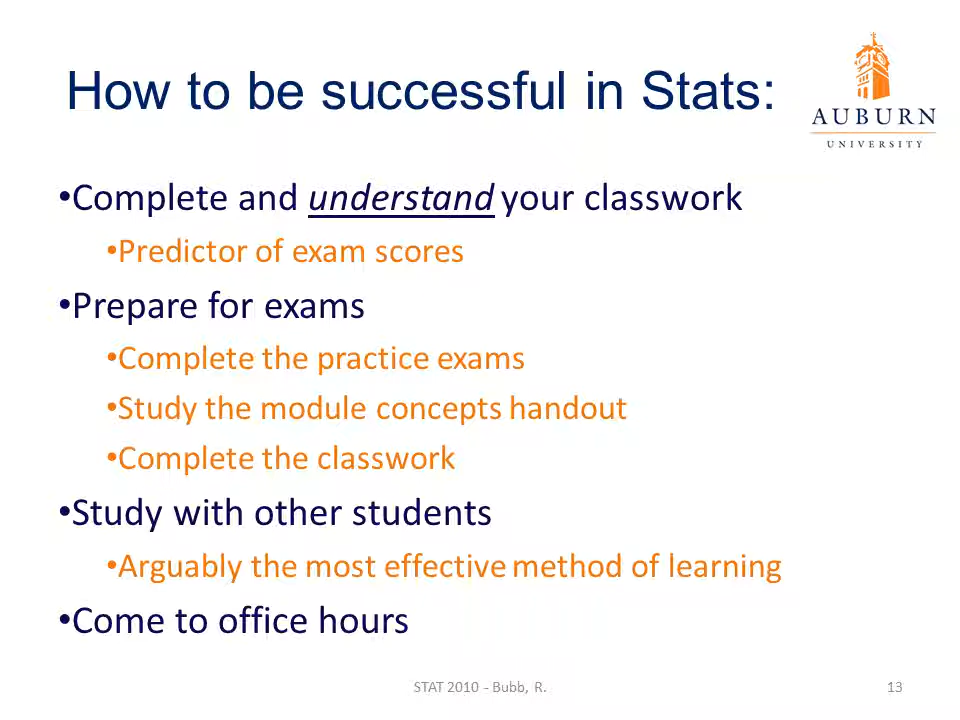 How to be successful in Stats:
AUBURN
UNIVERSITY
•Complete and understand your classwork
•Predictor of exam scores
•Prepare for exams
•Complete the practice exams
•Study the module concepts handout
•Complete the classwork
•Study with other students
•Arguably the most effective method of learning
•Come to office hours
STAT 2010 - Bubb, R.
13